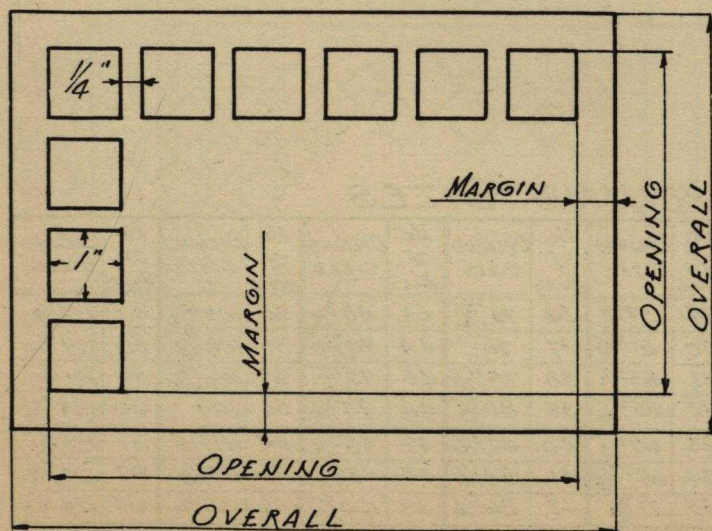 1/4"
MARGIN
1"
MARGIN
OPENING
OVERALL
OPENING
OVERALL